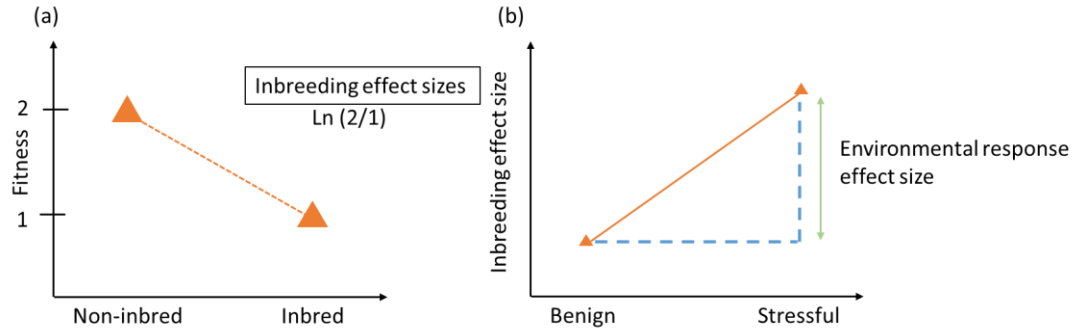 (a)
Fitness
2
1
Non-inbred
Inbred
Inbreeding effect sizes
Ln (2/1)
(b)
Inbreeding effect size
Benign
Stressful
Environmental response
effect size